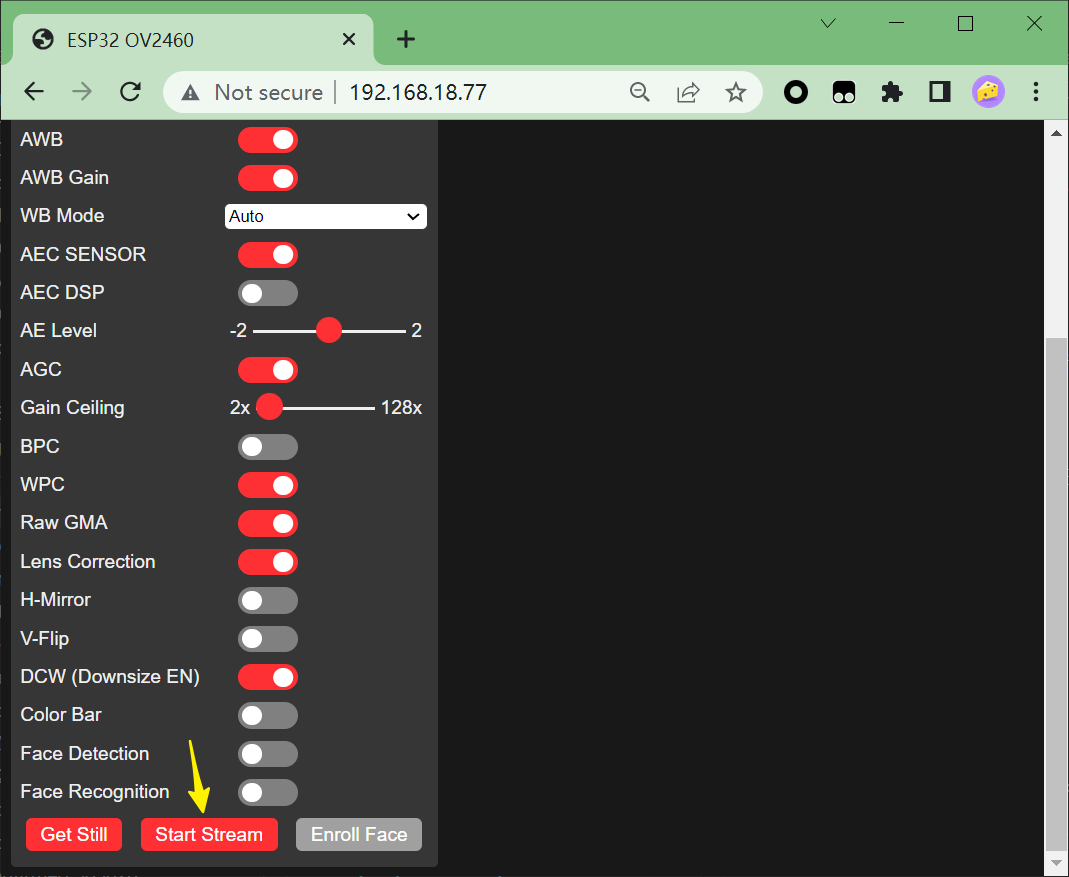 ESP32 OV2460
Not secure 192.168.18.77
AWB
AWB Gain
WB Mode Auto
AEC SENSOR
AEC DSP
AE Level -2 2
AGC
Gain Ceiling 2x 128x
BPC
WPC
Raw GMA
Lens Correction
H-Mirror
V-Flip
DCW (Downsize EN)
Color Bar
Face Detection
Face Recognition
Get Still Start Stream Enroll Face